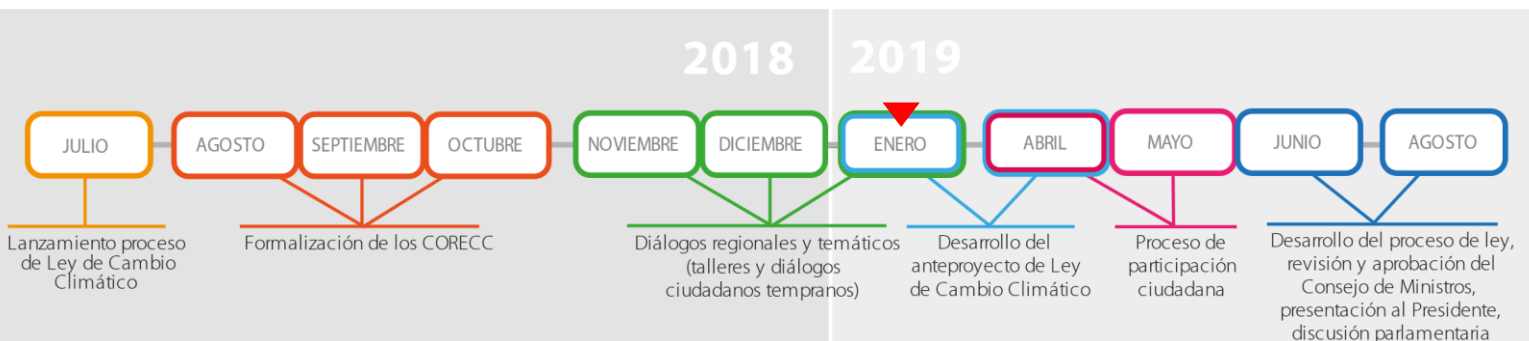 2018
2019
JULIO
AGOSTO
SEPTIEMBRE
OCTUBRE
NOVIEMBRE
DICIEMBRE
ENERO
ABRIL
MAYO
JUNIO
AGOSTO
Lanzamiento proceso
de Ley de Cambio
Climático
Formalización de los CORECC
Diálogos regionales y temáticos
(talleres y diálogos
ciudadanos tempranos)
Desarrollo del
anteproyecto de Ley
de Cambio Climático
Proceso de
participación
ciudadana
Desarrollo del proceso de ley,
revisión y aprobación del
Consejo de Ministros,
presentación al Presidente,
discusión parlamentaria